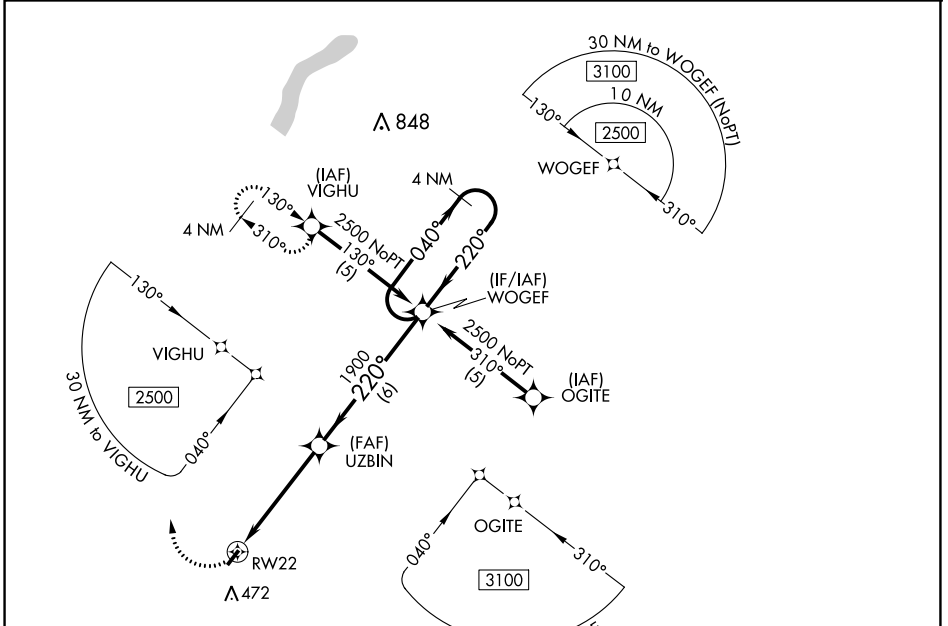 30 NM to WOGEF (NoPT)
3100
10 NM
2500
130°
WOGEF
310°
848
(IAF)
VIGHU
4 NM
130°
4 NM
310°
2500 NoPT
130°
(5)
040°
220°
(IF/IAF)
WOGEF
2500 NoPT
310°
(5)
(IAF)
OGITE
130°
VIGHU
2500
30 NM to VIGHU
040°
1900
220°
(6)
(FAF)
UZBIN
RW22
472
OGITE
040°
310°
3100